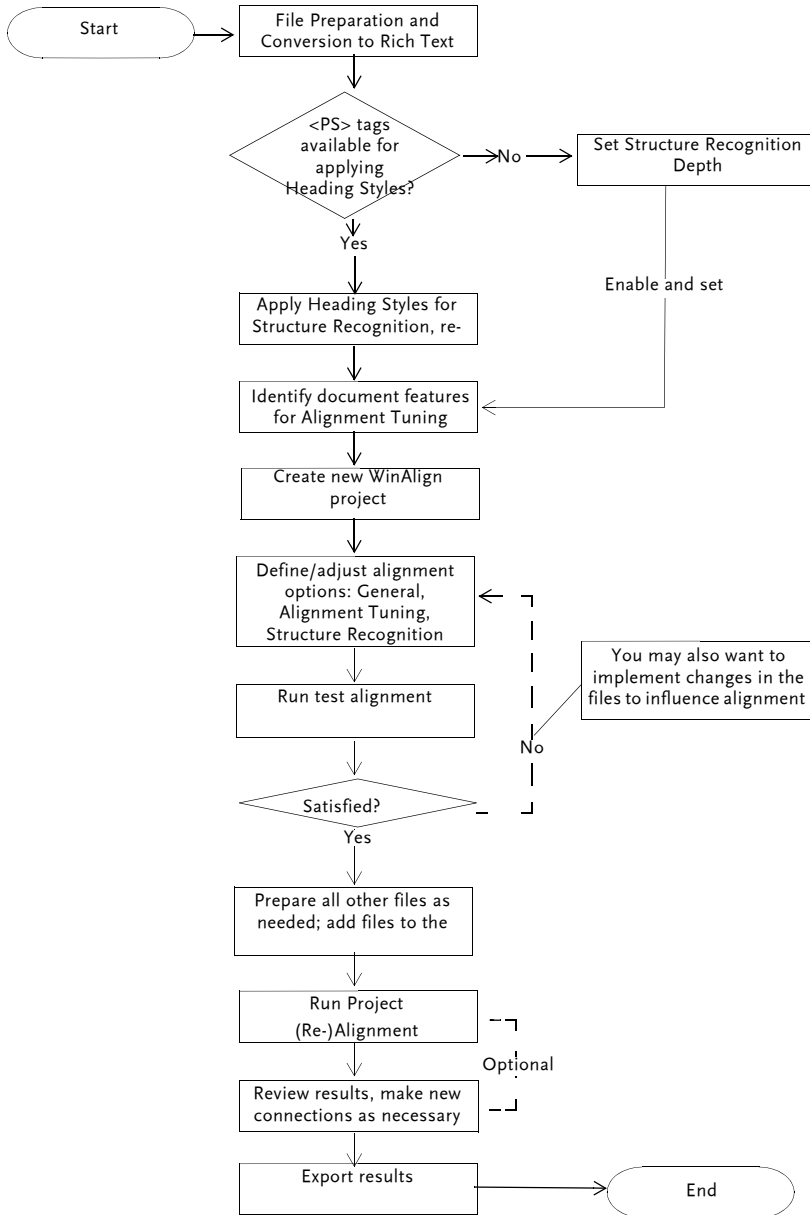 Start
File Preparation and
Conversion to Rich Text
<PS> tags
available for
applying
Heading Styles?
No
Set Structure Recognition
Depth
Yes
Enable and set
Apply Heading Styles for
Structure Recognition, re-
Identify document features
for Alignment Tuning
Create new WinAlign
project
Define/adjust alignment
options: General,
Alignment Tuning,
Structure Recognition
You may also want to
implement changes in the
files to influence alignment
Run test alignment
No
Satisfied?
Yes
Prepare all other files as
needed; add files to the
Run Project
(Re-)Alignment
Optional
Review results, make new
connections as necessary
Export results
End